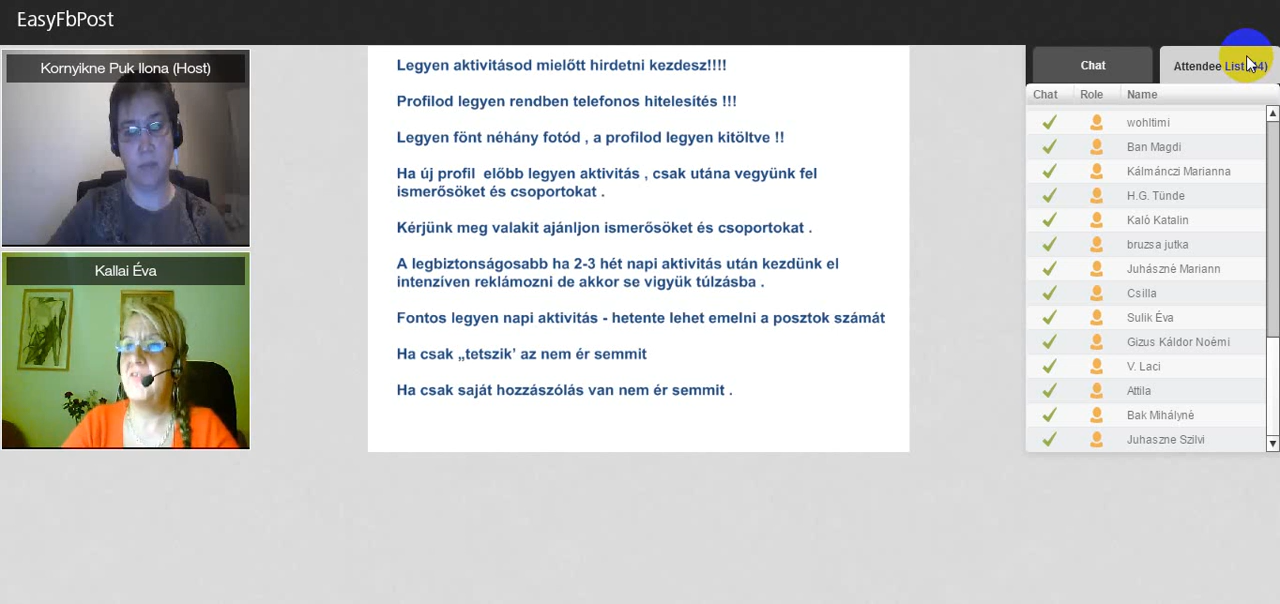 EasyFbPost
Kornyikne Puk Ilona (Host)
Kallai Éva
Legyen aktivitásod mielőtt hirdetni kezdesz!!!!
Profilod legyen rendben telefonos hitelesítés !!!
Legyen fönt néhány fotód , a profilod legyen kitöltve !!
Ha új profil előbb legyen aktivitás , csak utána vegyünk fel
ismerősöket és csoportokat .
Kérjünk meg valakit ajánljon ismerősöket és csoportokat .
A legbiztonságosabb ha 2-3 hét napi aktivitás után kezdünk el
intenzíven reklámozni de akkor se vigyük túlzásba .
Fontos legyen napi aktivitás - hetente lehet emelni a posztok számát
Ha csak „tetszik’ az nem ér semmit
Ha csak saját hozzászólás van nem ér semmit .
Chat
Attendee List
Chat Role Name
wohltimi
Ban Magdi
Kálmánczi Marianna
H.G. Tünde
Kaló Katalin
bruzsa jutka
Juhászné Mariann
Csilla
Sulik Éva
Gizus Káldor Noémi
V. Laci
Attila
Bak Mihályné
Juhaszne Szilvi